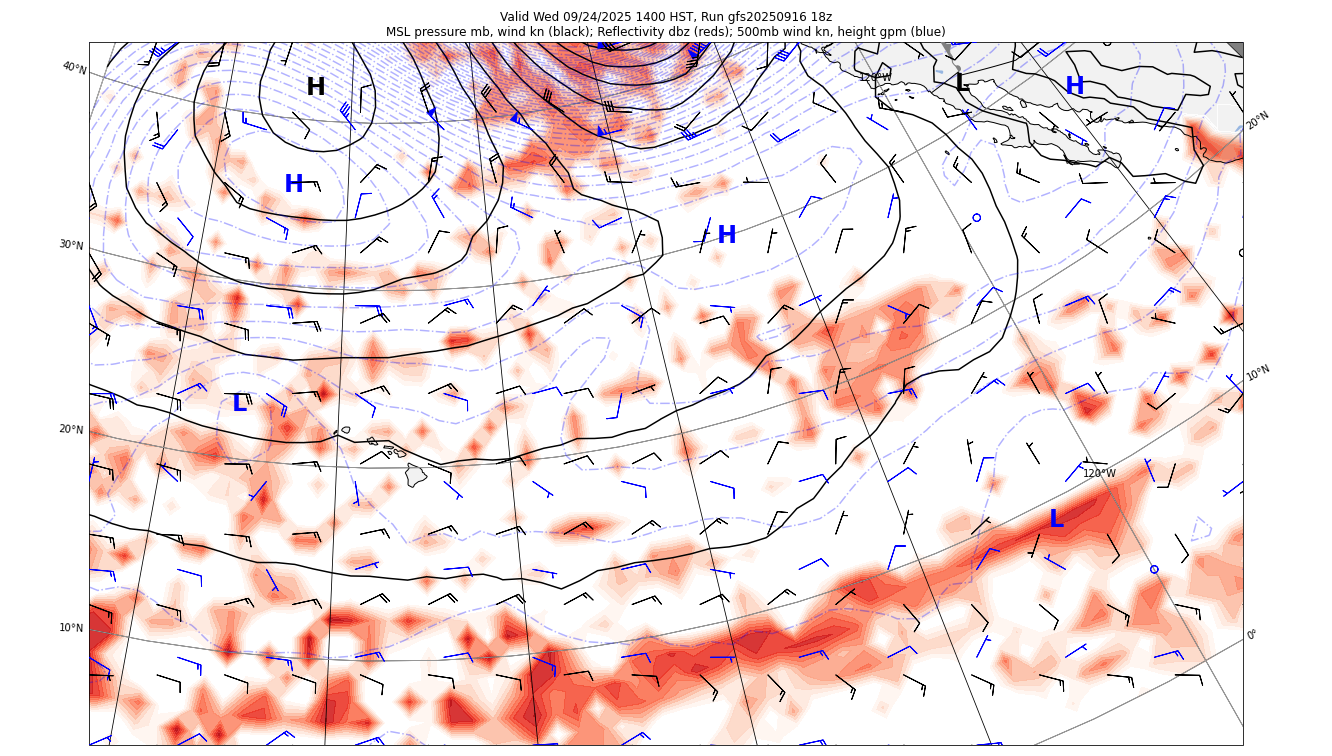 Valid Wed 09/24/2025 1400 HST, Run gfs20250916 18z
MSL pressure mb, wind kn (black); Reflectivity dbz (reds); 500mb wind kn, height gpm (blue)
40°N
H
120°W
L
H
20°N
H
30°N
H
10°N
L
20°N
120°W
L
10°N
0°